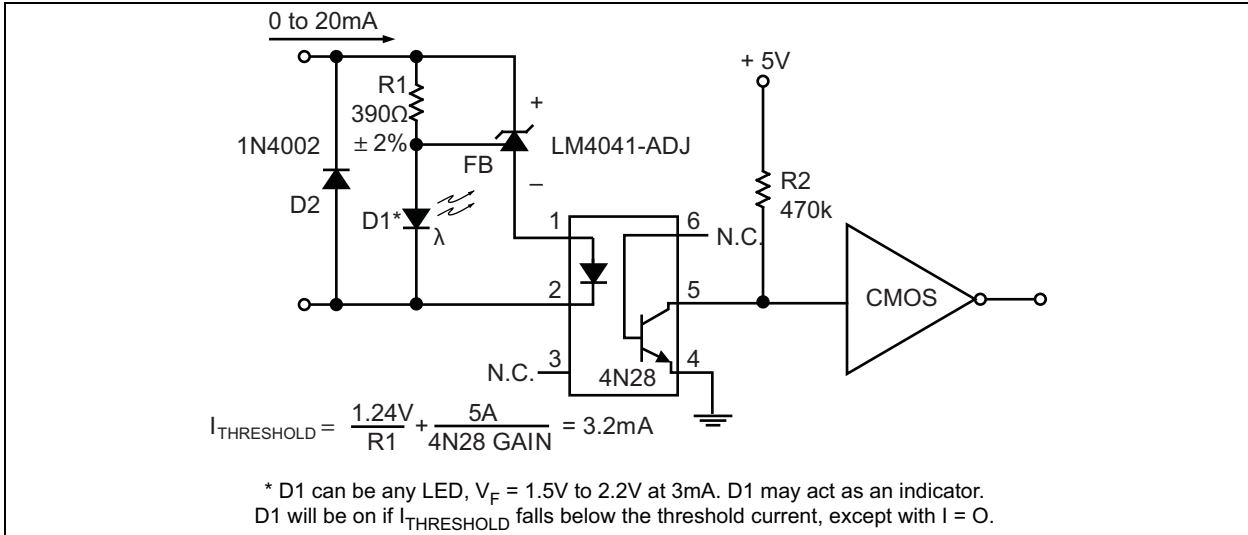 0 to 20mA
+ 5V
R1
390Ω
± 2%
+
LM4041-ADJ
1N4002
FB
–
D2
D1*
λ
R2
470k
1
6
N.C.
2
5
CMOS
3
N.C.
4
4N28
I_THRESHOLD = 1.24V/R1 + 5A/4N28 GAIN = 3.2mA
* D1 can be any LED, V_F = 1.5V to 2.2V at 3mA. D1 may act as an indicator.
D1 will be on if I_THRESHOLD falls below the threshold current, except with I = O.